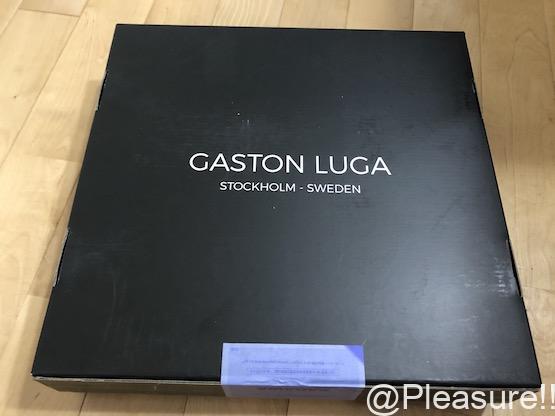 GASTON LUGA
STOCKHOLM - SWEDEN
@Pleasure!!